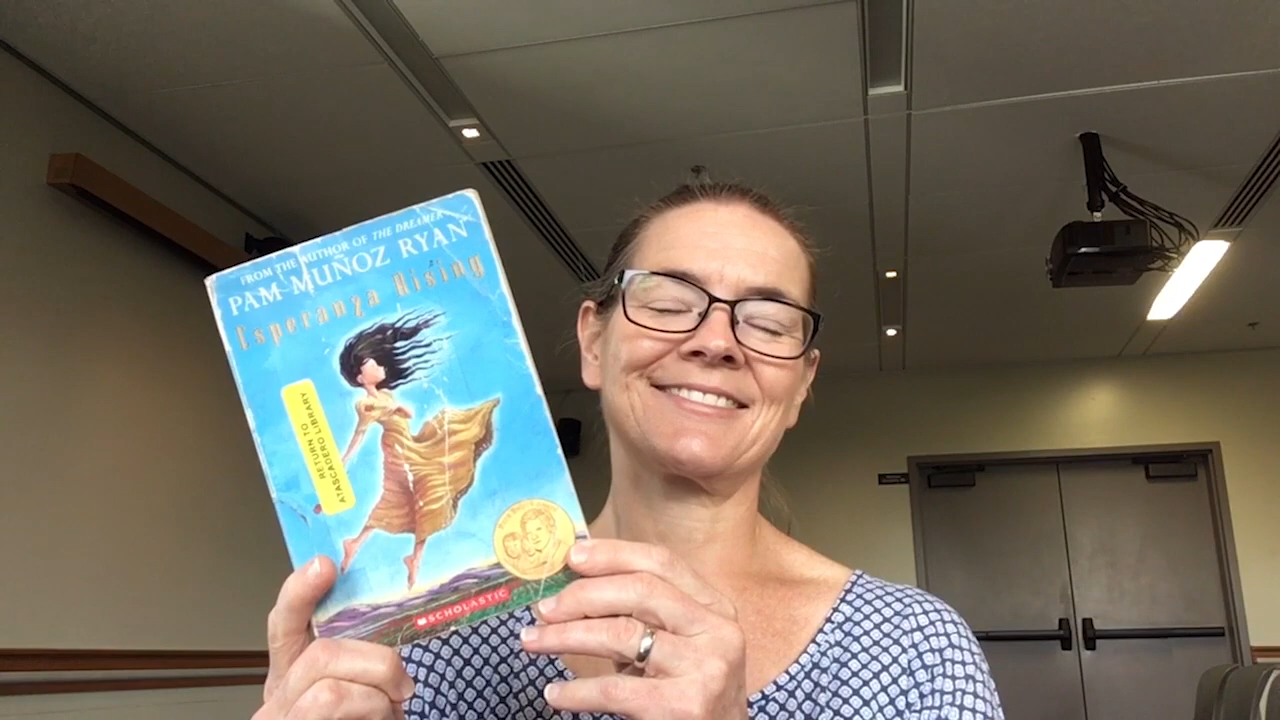 FROM THE AUTHOR OF THE DREAMER
PAM MUÑOZ RYAN
Esperanza Rising
RETURN TO
ATASCADERO LIBRARY
SCHOLASTIC